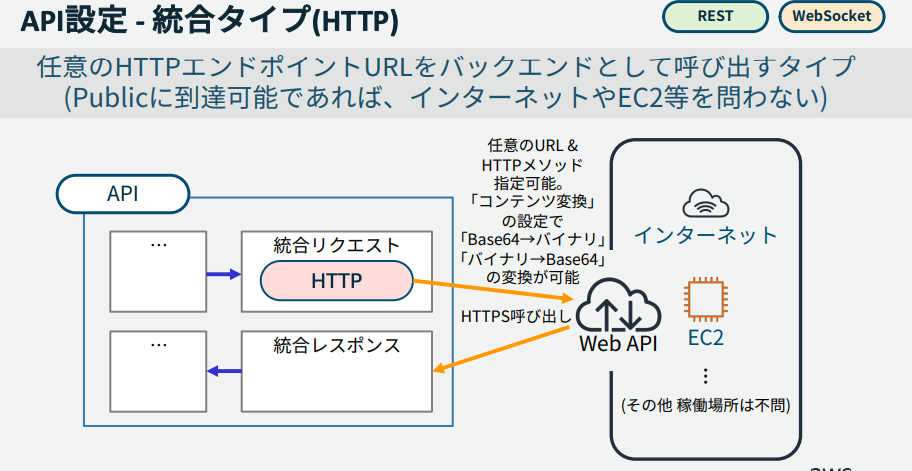 API設定 - 統合タイプ(HTTP)
REST
WebSocket
任意のHTTPエンドポイントURLをバックエンドとして呼び出すタイプ
(Publicに到達可能であれば、インターネットやEC2等を問わない)
任意のURL &
HTTPメソッド
指定可能。
「コンテンツ変換」
の設定で
「Base64→バイナリ」
「バイナリ→Base64」
の変換が可能
API
…
統合リクエスト
HTTP
インターネット
HTTPS呼び出し
Web API
EC2
…
統合レスポンス
⋮
(その他 稼働場所は不問)